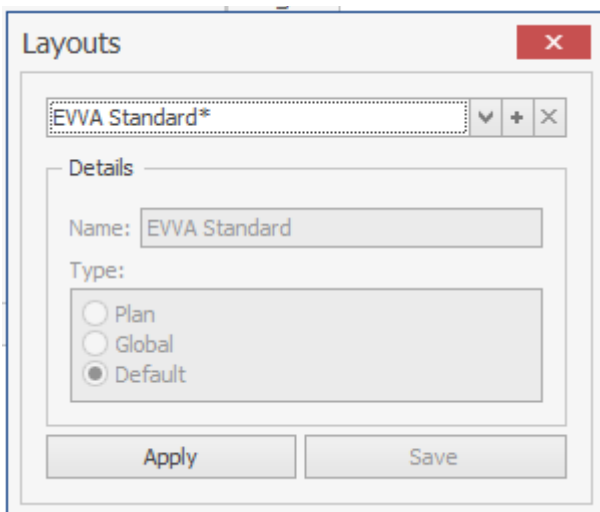 Layouts
EVVA Standard*
Details
Name: EVVA Standard
Type:
Plan
Global
Default
Apply Save